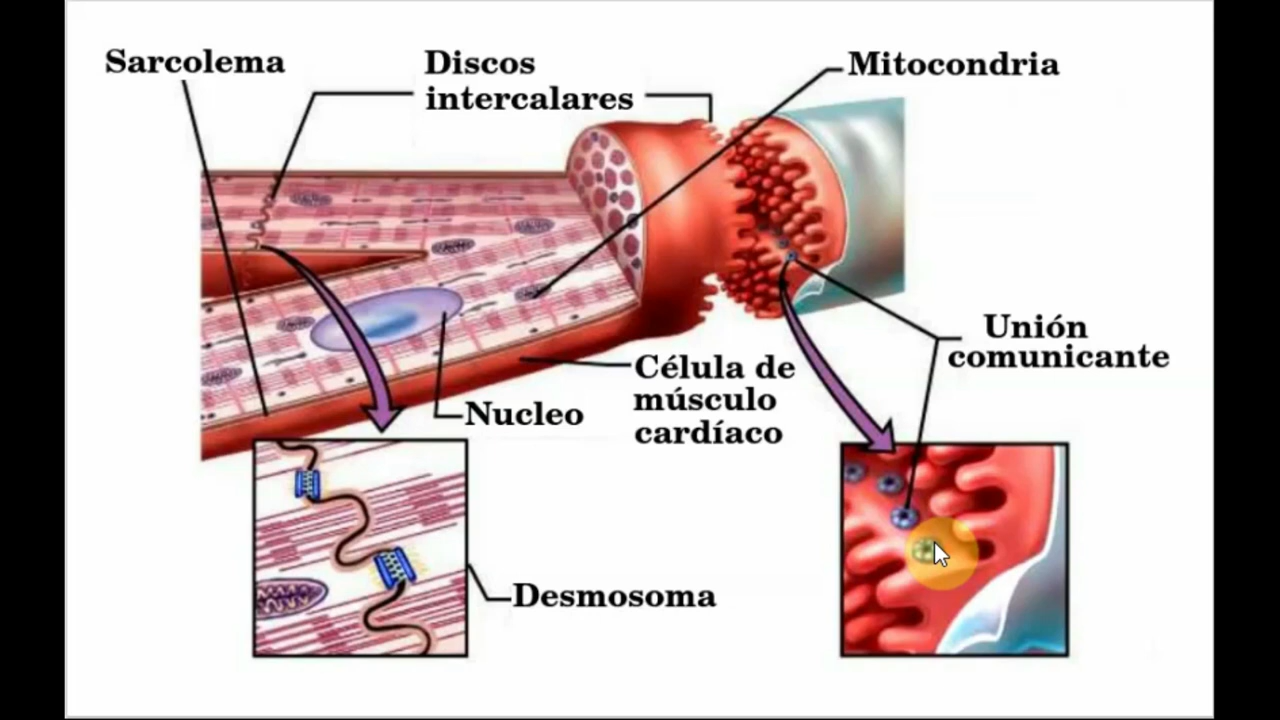 Sarcolema
Discos
intercalares
Mitocondria
Unión
comunicante
Célula de
músculo
cardíaco
Nucleo
Desmosoma